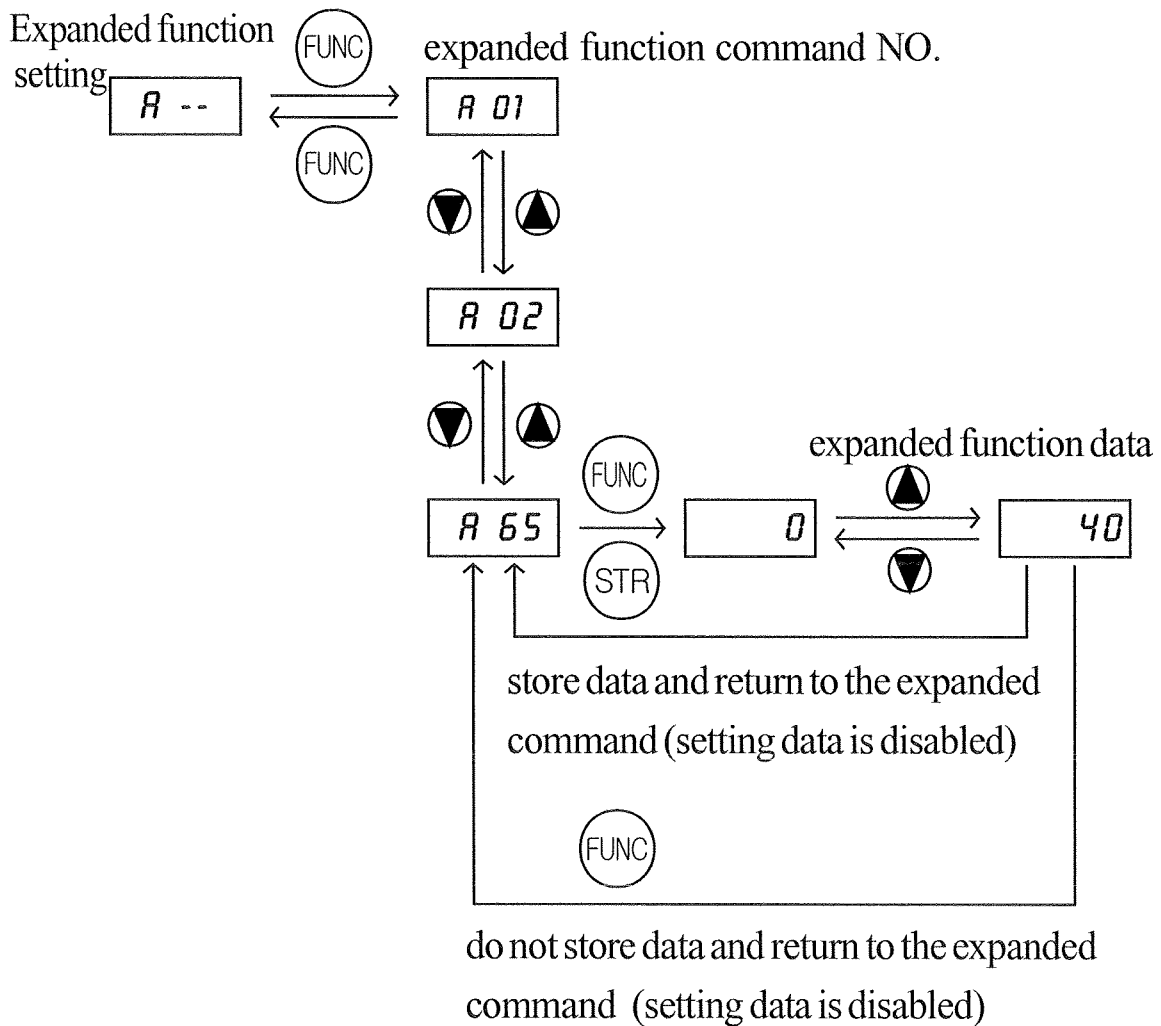 Expanded function
setting
FUNC
expanded function command NO.
A --
A 01
FUNC
A 02
expanded function data
FUNC
A 65
0
40
STR
store data and return to the expanded
command (setting data is disabled)
FUNC
do not store data and return to the expanded
command (setting data is disabled)